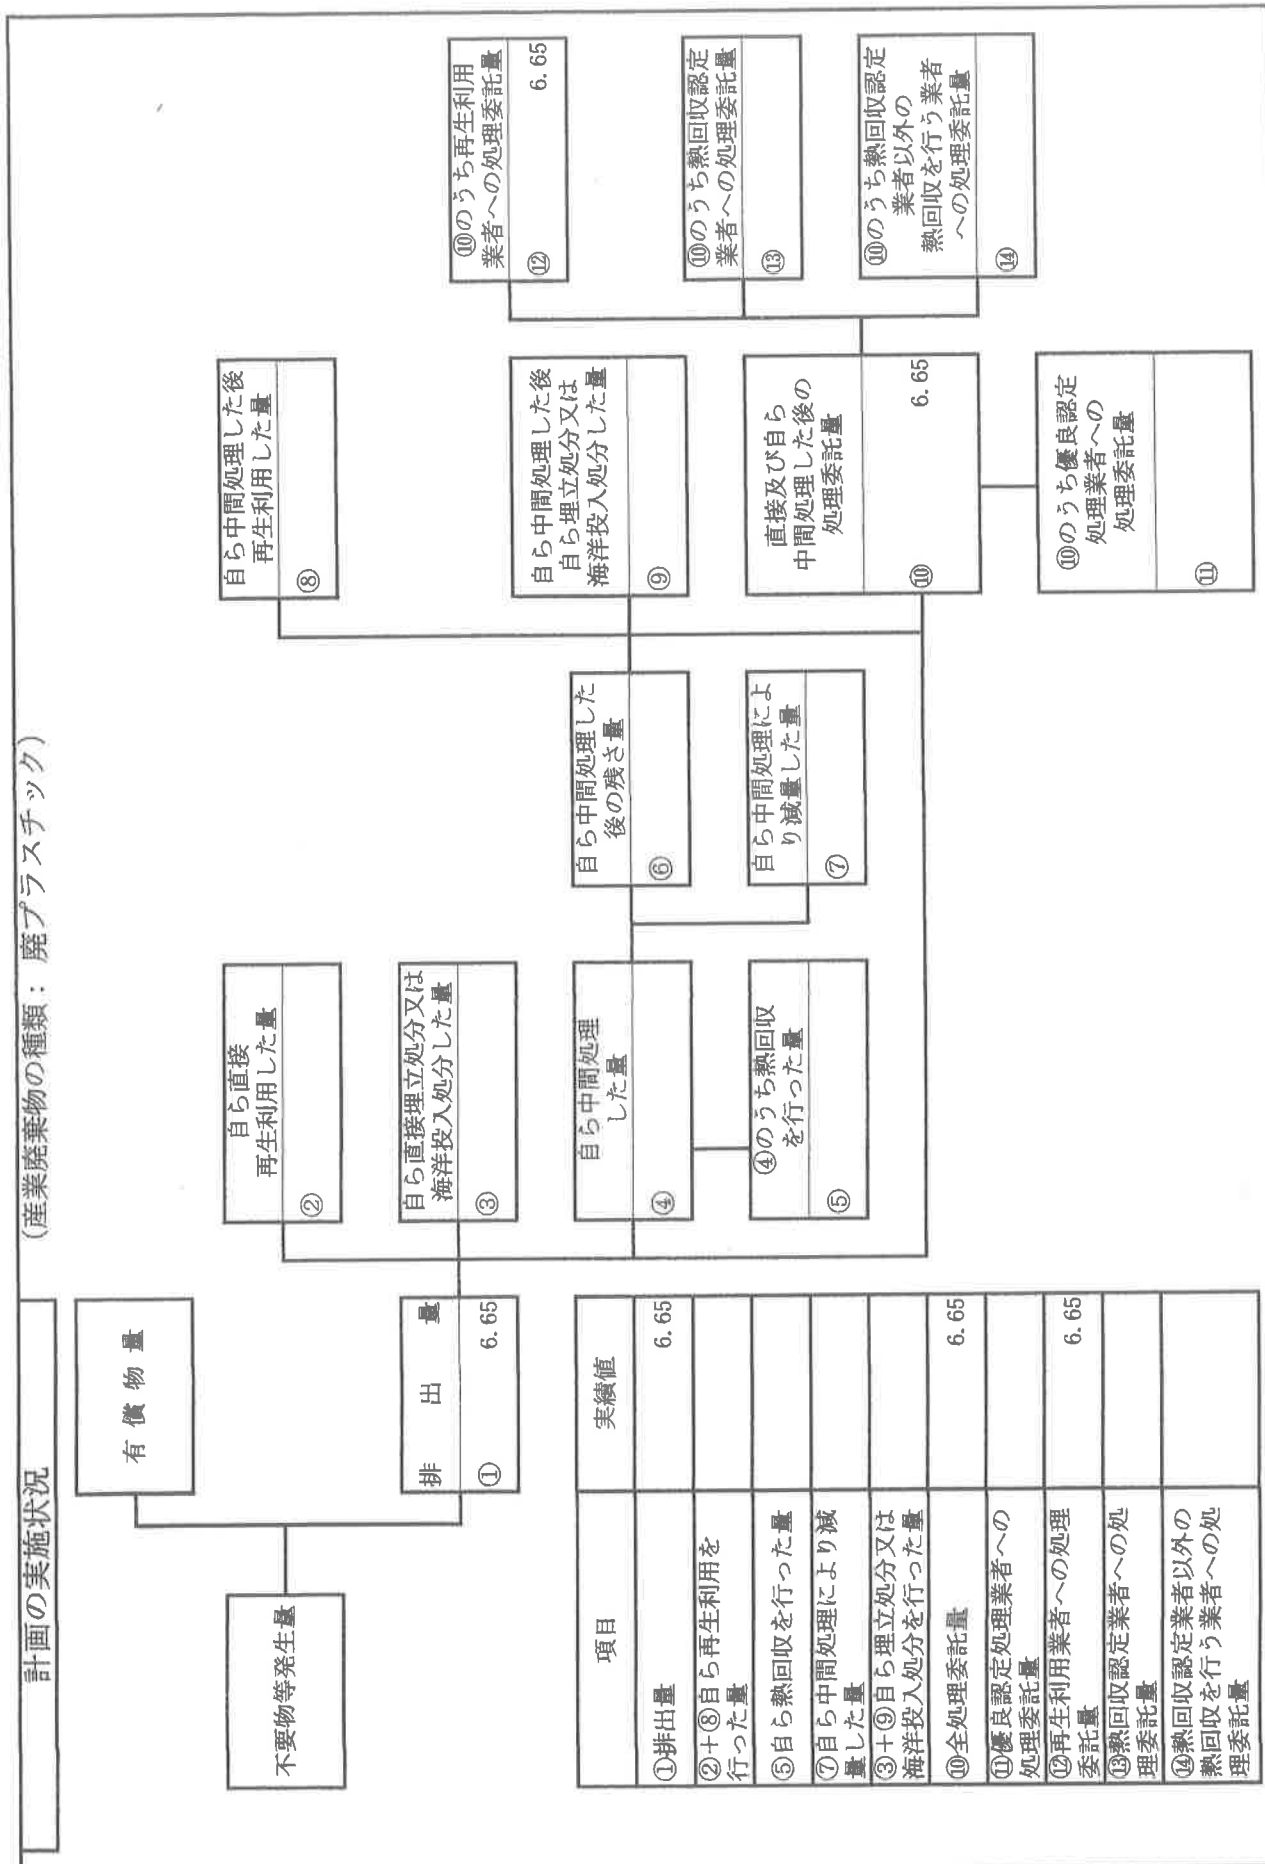 計画の実施状況
(産業廃棄物の種類: 廃プラスチック)
不要物等発生量
有償物量
排出量
① 6.65
自ら直接
再生利用した量
②
自ら直接埋立処分又は
海洋投入処分した量
③
自ら中間処理
した量
④
④のうち熱回収
を行った量
⑤
自ら中間処理した
後の残さ量
⑥
自ら中間処理によ
り減量した量
⑦
自ら中間処理した後
再生利用した量
⑧
自ら中間処理した後
自ら埋立処分又は
海洋投入処分した量
⑨
直接及び自ら
中間処理した後の
処理委託量
⑩ 6.65
⑩のうち優良認定
処理業者への
処理委託量
⑪
⑩のうち再生利用
業者への処理委託量
⑫ 6.65
⑩のうち熱回収認定
業者への処理委託量
⑬
⑩のうち熱回収認定
業者以外の
熱回収を行う業者
への処理委託量
⑭
項目 実績値
①排出量 6.65
②+⑧自ら再生利用を
行った量
⑤自ら熱回収を行った量
⑦自ら中間処理により減
量した量
③+⑨自ら埋立処分又は
海洋投入処分を行った量
⑩全処理委託量 6.65
⑪優良認定処理業者への
処理委託量
⑫再生利用業者への処理
委託量 6.65
⑬熱回収認定業者への処
理委託量
⑭熱回収認定業者以外の
熱回収を行う業者への処
理委託量